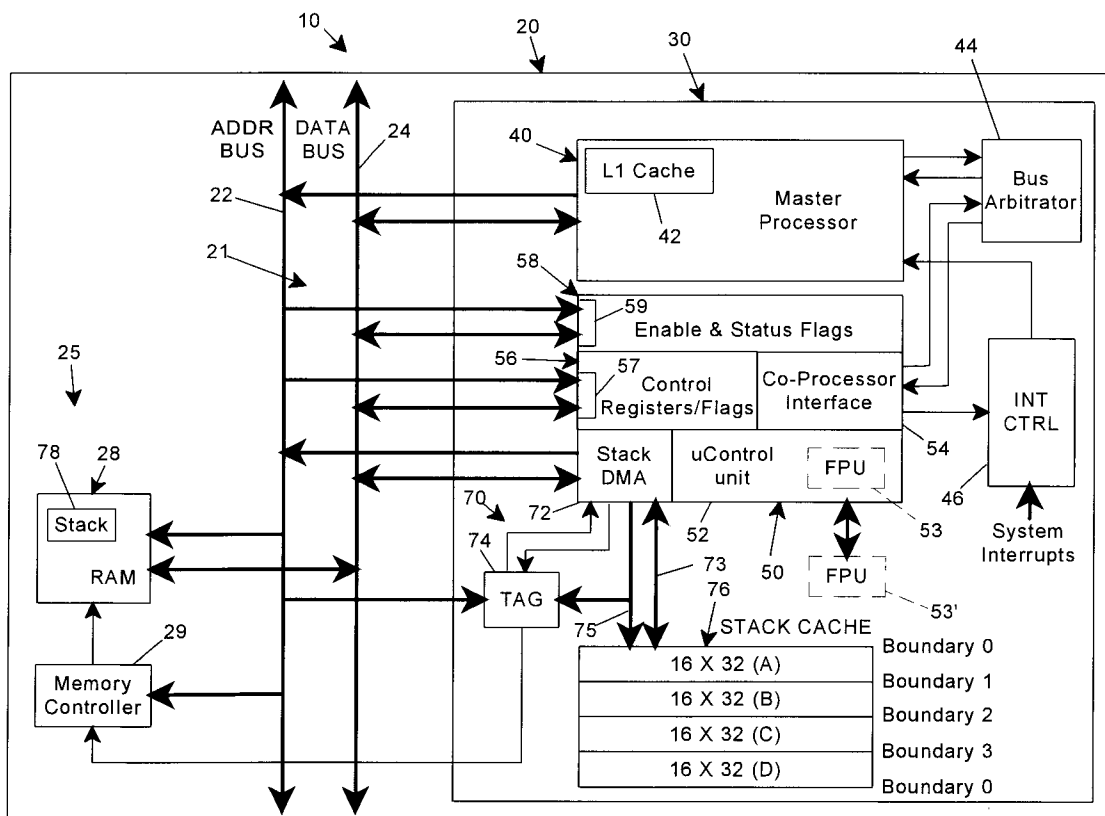 10
20
30
44
ADDR
BUS
DATA
BUS
24
40
L1 Cache
42
Master
Processor
Bus
Arbitrator
22
21
58
59
Enable & Status Flags
56
57
Control
Registers/Flags
Co-Processor
Interface
54
INT
CTRL
46
System
Interrupts
25
78
28
Stack
RAM
Stack
DMA
uControl
unit
FPU
53
70
72
52
50
FPU
53'
74
TAG
73
75
76
STACK CACHE
29
Memory
Controller
Boundary 0
16 X 32 (A)
Boundary 1
16 X 32 (B)
Boundary 2
16 X 32 (C)
Boundary 3
16 X 32 (D)
Boundary 0